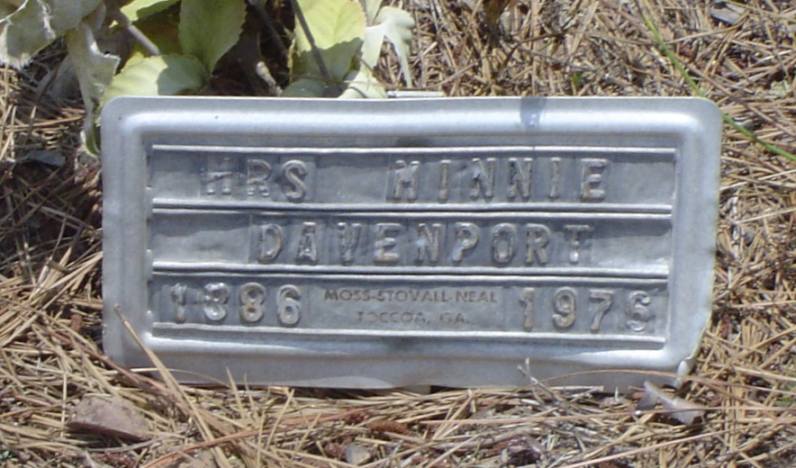 MRS MINNIE
DAVENPORT
1886 MOSS-STOVALL-NEAL 1976
TOCCOA, GA.